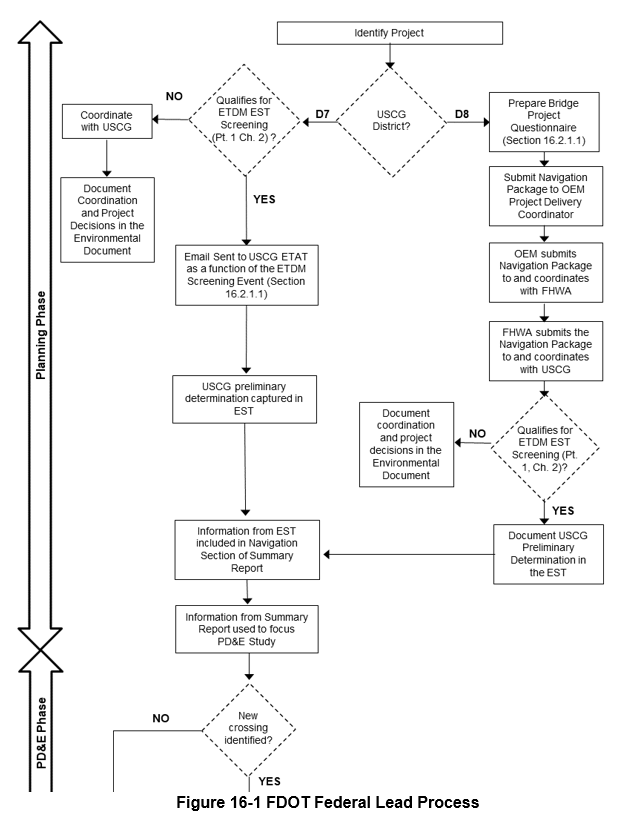 Identify Project
USCG
District?
D7
D8
Qualifies for
ETDM EST
Screening
(Pt. 1 Ch. 2) ?
NO
Coordinate
with USCG
Document
Coordination
and Project
Decisions in the
Environmental
Document
YES
Email Sent to USCG ETAT
as a function of the ETDM
Screening Event (Section
16.2.1.1)
USCG preliminary
determination captured in
EST
Prepare Bridge
Project
Questionnaire
(Section 16.2.1.1)
Submit Navigation
Package to OEM
Project Delivery
Coordinator
OEM submits
Navigation Package
to and coordinates
with FHWA
FHWA submits the
Navigation Package
to and coordinates
with USCG
Qualifies for
ETDM EST
Screening (Pt.
1, Ch. 2)?
NO
Document
coordination
and project
decisions in the
Environmental
Document
YES
Document USCG
Preliminary
Determination in
the EST
Information from EST
included in Navigation
Section of Summary
Report
Information from Summary
Report used to focus
PD&E Study
New
crossing
identified?
NO
YES
Planning Phase
PD&E Phase
Figure 16-1 FDOT Federal Lead Process